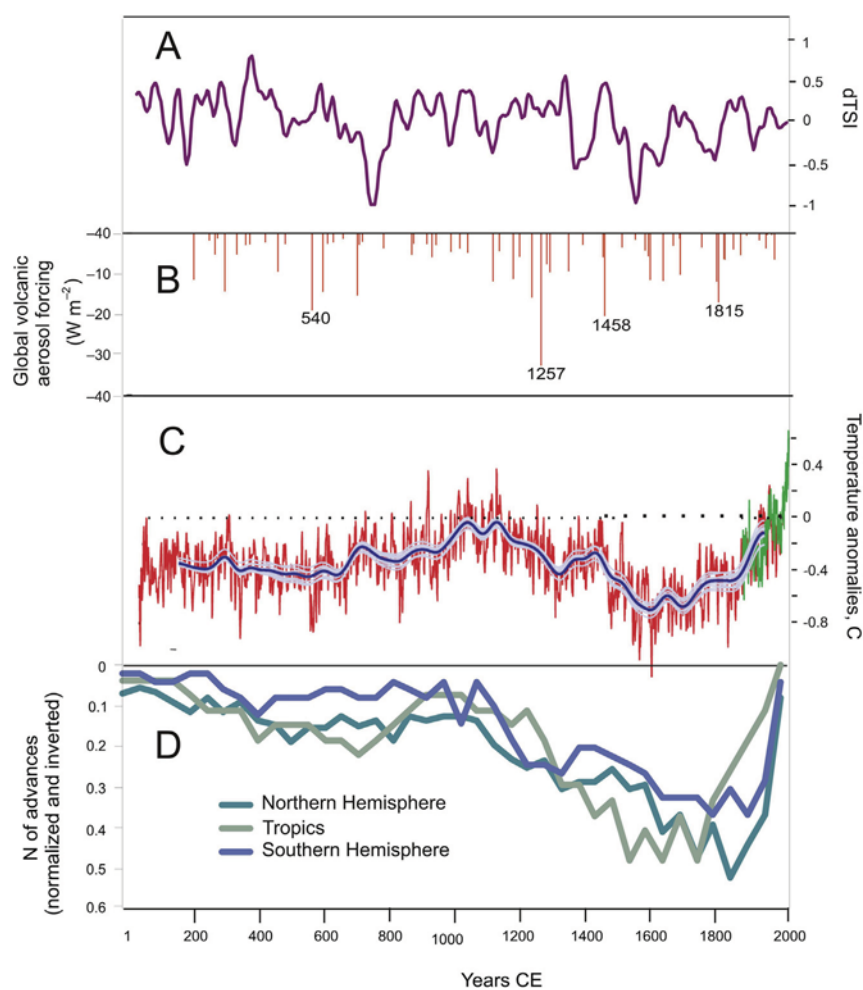 A
1
0.5
0
-0.5
-1
dTSI
B
–40
–10
–20
–30
–40
Global volcanic
aerosol forcing
(W m⁻²)
540
1257
1458
1815
C
0.4
0
-0.4
-0.8
Temperature anomalies, C
D
0
0.1
0.2
0.3
0.4
0.5
0.6
N of advances
(normalized and inverted)
Northern Hemisphere
Tropics
Southern Hemisphere
1 200 400 600 800 1000 1200 1400 1600 1800 2000
Years CE